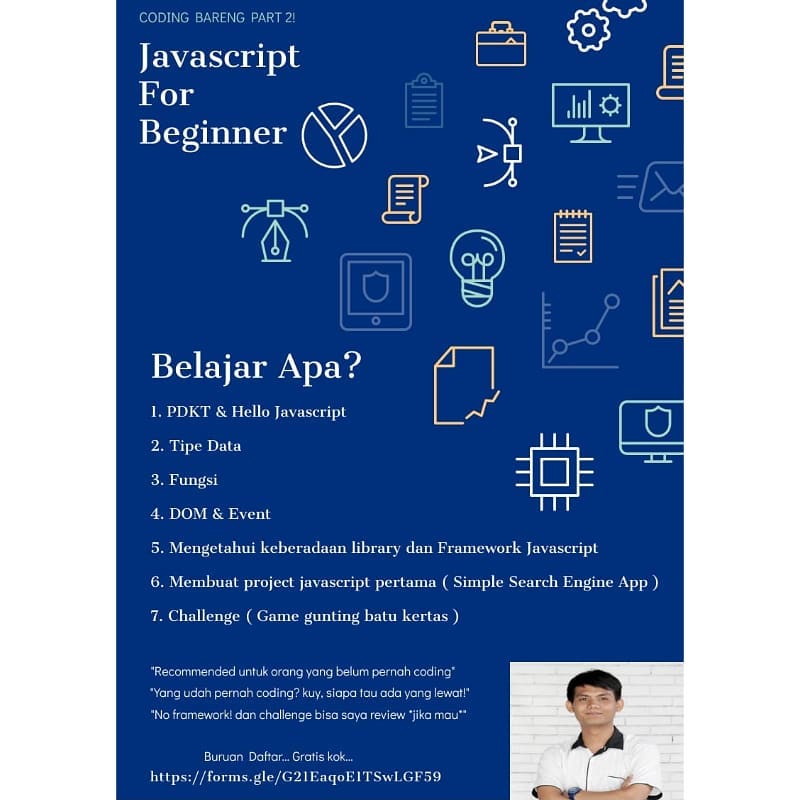 CODING BARENG PART 2!
Javascript
For
Beginner
Belajar Apa?
1. PDKT & Hello Javascript
2. Tipe Data
3. Fungsi
4. DOM & Event
5. Mengetahui keberadaan library dan Framework Javascript
6. Membuat project javascript pertama ( Simple Search Engine App )
7. Challenge ( Game gunting batu kertas )
"Recommended untuk orang yang belum pernah coding"
"Yang udah pernah coding? kuy, siapa tau ada yang lewat!"
"No framework! dan challenge bisa saya review *jika mau*"
Buruan Daftar... Gratis kok...
https://forms.gle/G21EaqoE1TSwLGF59